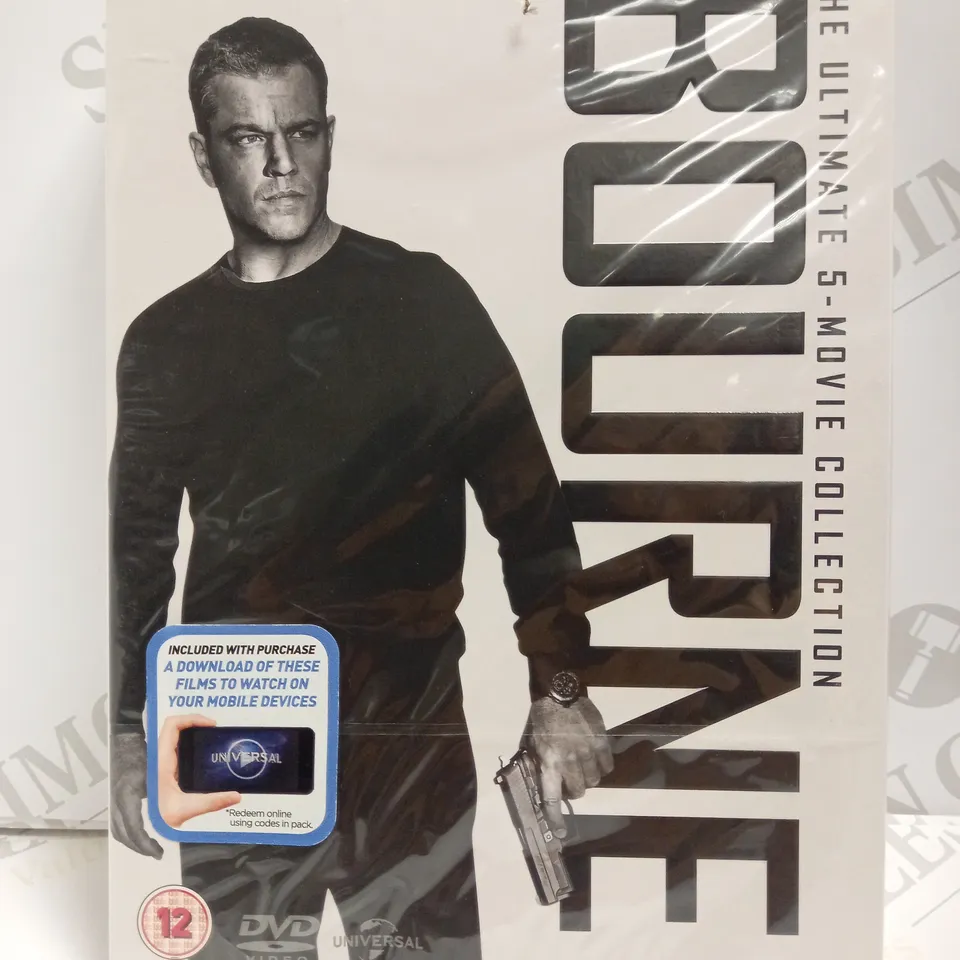 BOURNE
THE ULTIMATE 5-MOVIE COLLECTION
INCLUDED WITH PURCHASE
A DOWNLOAD OF THESE
FILMS TO WATCH ON
YOUR MOBILE DEVICES
UNIVERSAL
*Redeem online
using codes in pack.
12
DVD
VIDEO
UNIVERSAL